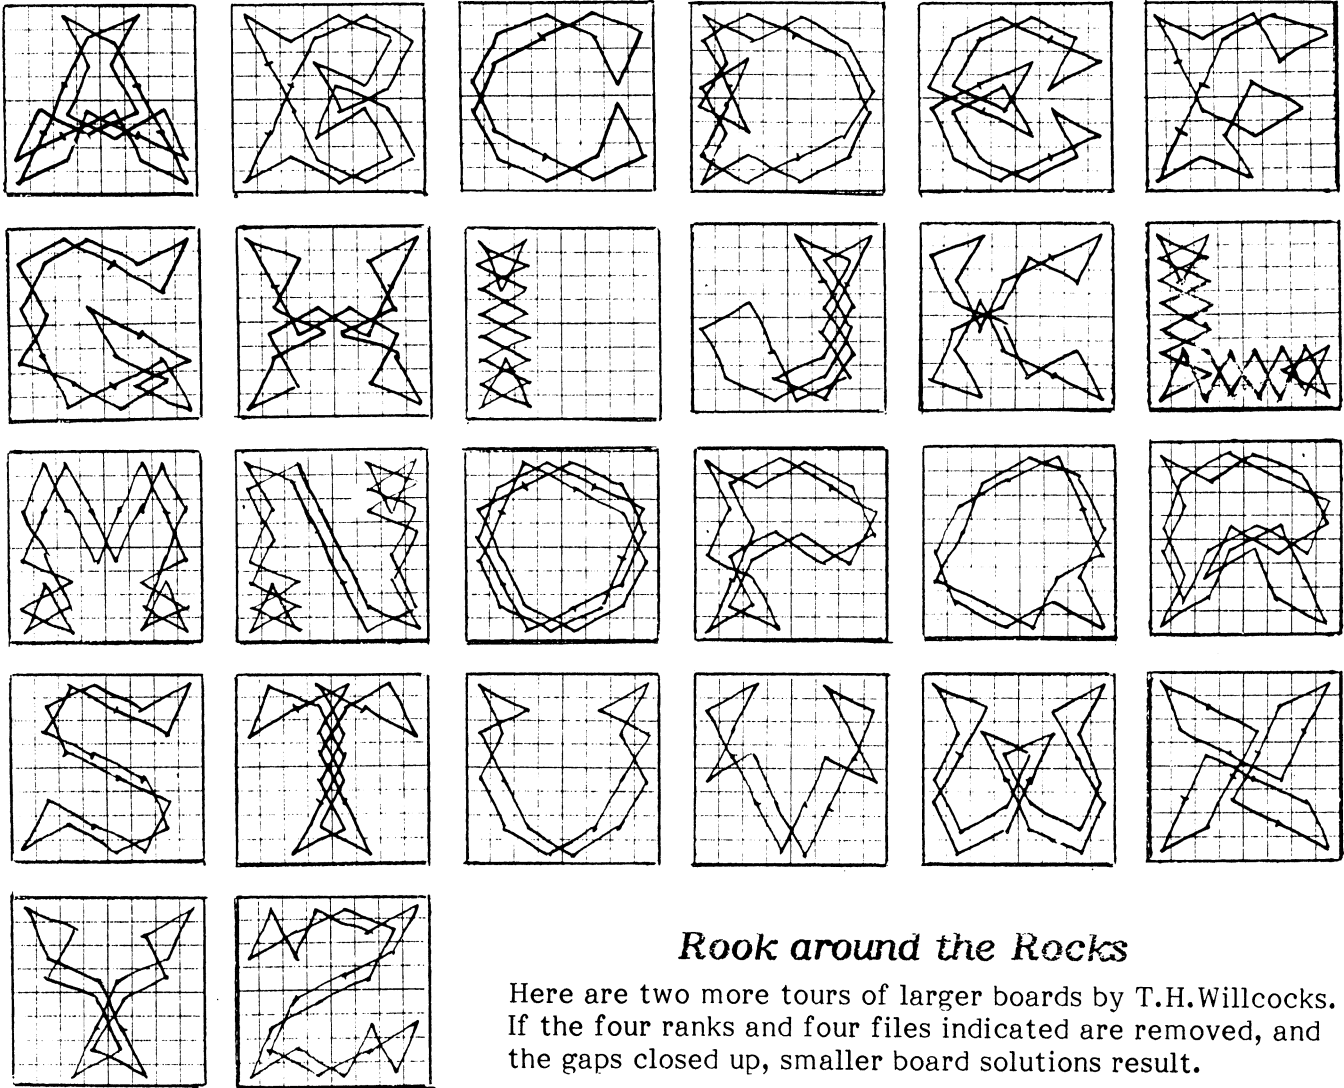 Rook around the Rocks
Here are two more tours of larger boards by T.H.Willcocks.
If the four ranks and four files indicated are removed, and
the gaps closed up, smaller board solutions result.